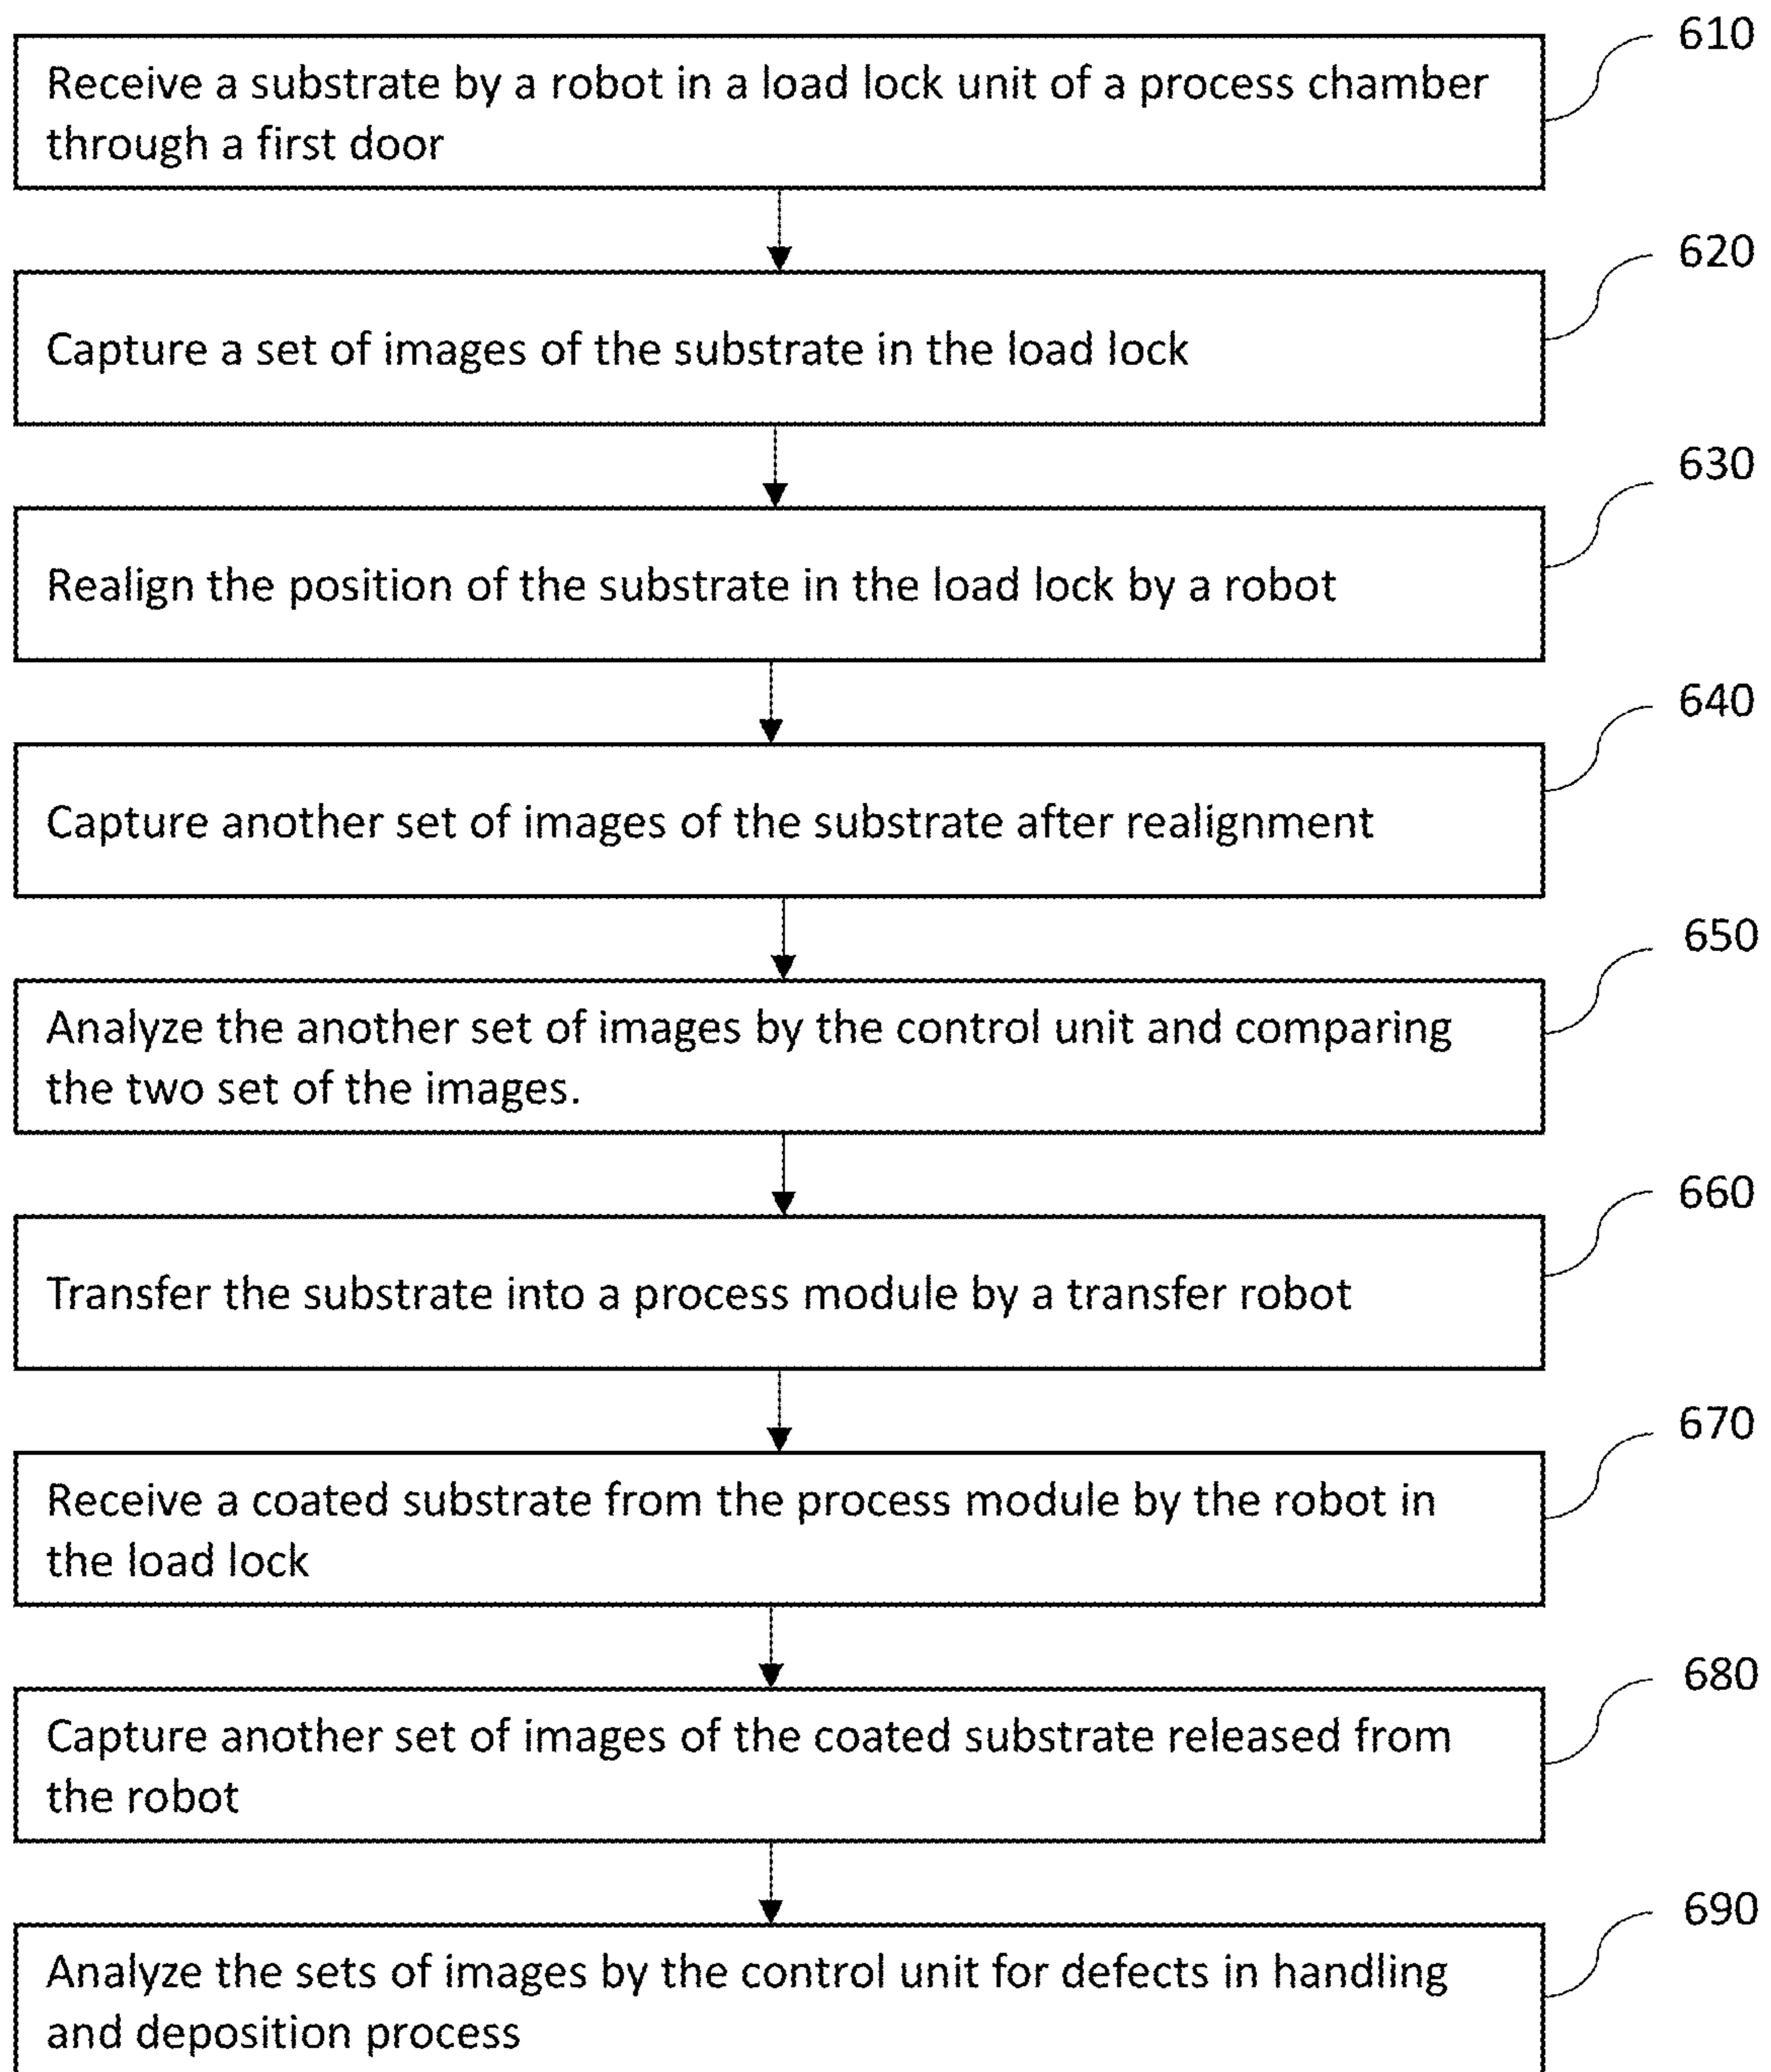 610
Receive a substrate by a robot in a load lock unit of a process chamber
through a first door
620
Capture a set of images of the substrate in the load lock
630
Realign the position of the substrate in the load lock by a robot
640
Capture another set of images of the substrate after realignment
650
Analyze the another set of images by the control unit and comparing
the two set of the images.
660
Transfer the substrate into a process module by a transfer robot
670
Receive a coated substrate from the process module by the robot in
the load lock
680
Capture another set of images of the coated substrate released from
the robot
690
Analyze the sets of images by the control unit for defects in handling
and deposition process